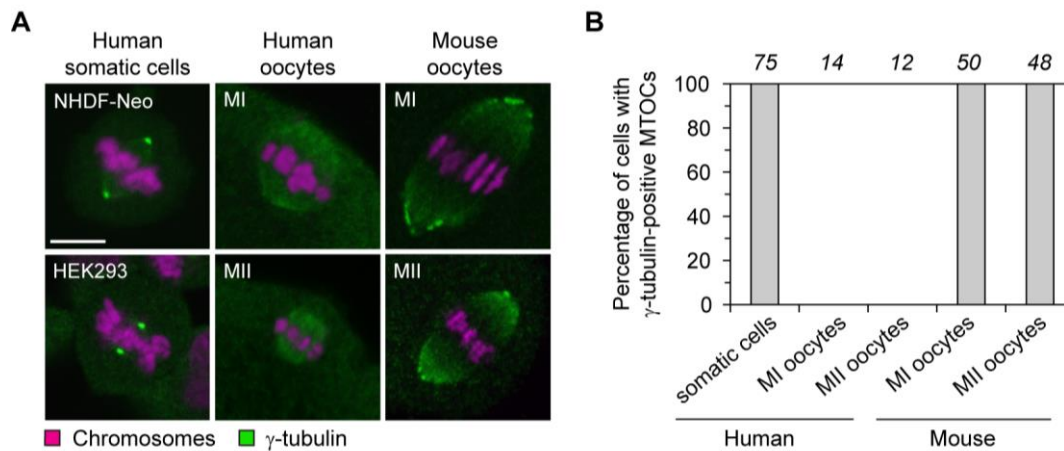 A
Human
somatic cells
Human
oocytes
Mouse
oocytes
NHDF-Neo
MI
MI
HEK293
MII
MII
Chromosomes
γ-tubulin
B
75 14 12 50 48
Percentage of cells with
γ-tubulin-positive MTOCs
100
80
60
40
20
0
somatic cells
MI oocytes
MII oocytes
MI oocytes
MII oocytes
Human
Mouse